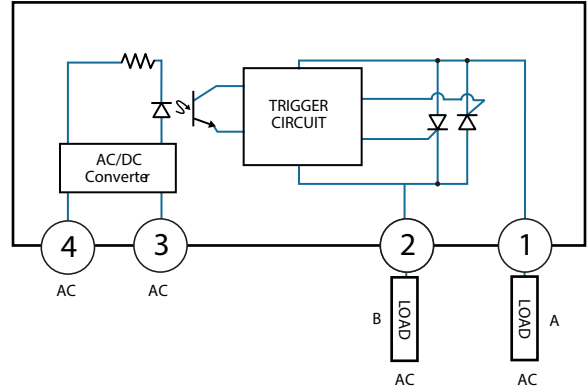 TRIGGER
CIRCUIT
AC/DC
Converter
4
3
2
1
AC
AC
B
LOAD
LOAD
A
AC
AC